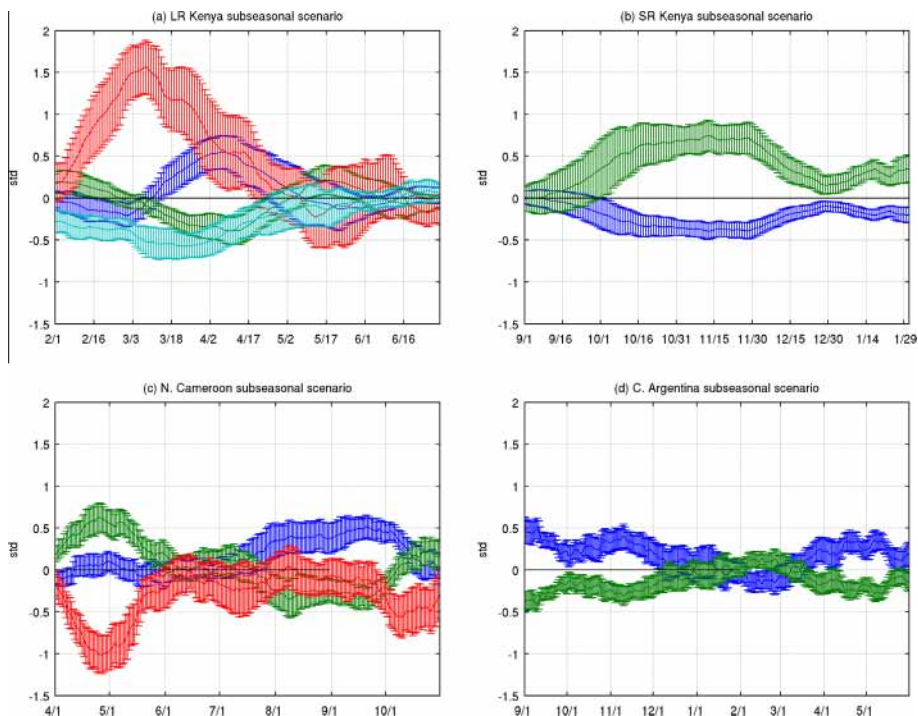 (a) LR Kenya subseasonal scenario
2
1.5
1
0.5
0
-0.5
-1
-1.5
std
2/1 2/16 3/3 3/18 4/2 4/17 5/2 5/17 6/1 6/16
(b) SR Kenya subseasonal scenario
2
1.5
1
0.5
0
-0.5
-1
-1.5
std
9/1 9/16 10/1 10/16 10/31 11/15 11/30 12/15 12/30 1/14 1/29
(c) N. Cameroon subseasonal scenario
2
1.5
1
0.5
0
-0.5
-1
-1.5
std
4/1 5/1 6/1 7/1 8/1 9/1 10/1
(d) C. Argentina subseasonal scenario
2
1.5
1
0.5
0
-0.5
-1
-1.5
std
9/1 10/1 11/1 12/1 1/1 2/1 3/1 4/1 5/1